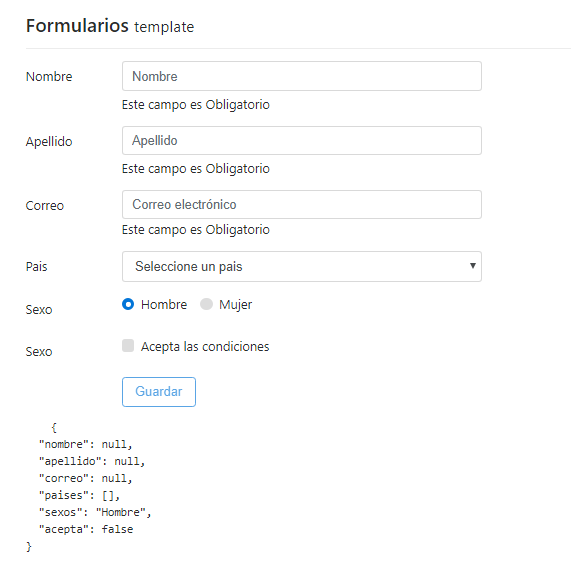 Formularios template
Nombre Nombre
Este campo es Obligatorio
Apellido Apellido
Este campo es Obligatorio
Correo Correo electrónico
Este campo es Obligatorio
Pais Seleccione un pais
Sexo Hombre Mujer
Sexo Acepta las condiciones
Guardar
{
"nombre": null,
"apellido": null,
"correo": null,
"paises": [],
"sexos": "Hombre",
"acepta": false
}